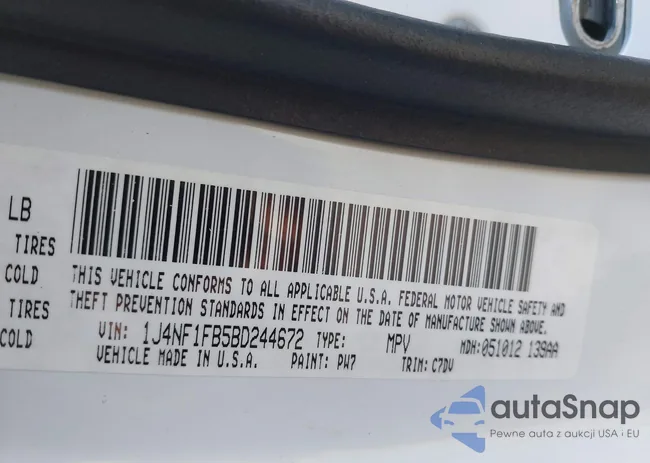 LB
TIRES
COLD
THIS VEHICLE CONFORMS TO ALL APPLICABLE U.S.A. FEDERAL MOTOR VEHICLE SAFETY AND
TIRES
THEFT PREVENTION STANDARDS IN EFFECT ON THE DATE OF MANUFACTURE SHOWN ABOVE.
COLD
VIN: 1J4NF1FB5BD244672 TYPE: MPV MDH: 051012 139AA
VEHICLE MADE IN U.S.A. PAINT: PW7 TRIM: C7DV
autaSnap
Pewne auta z aukcji USA i EU